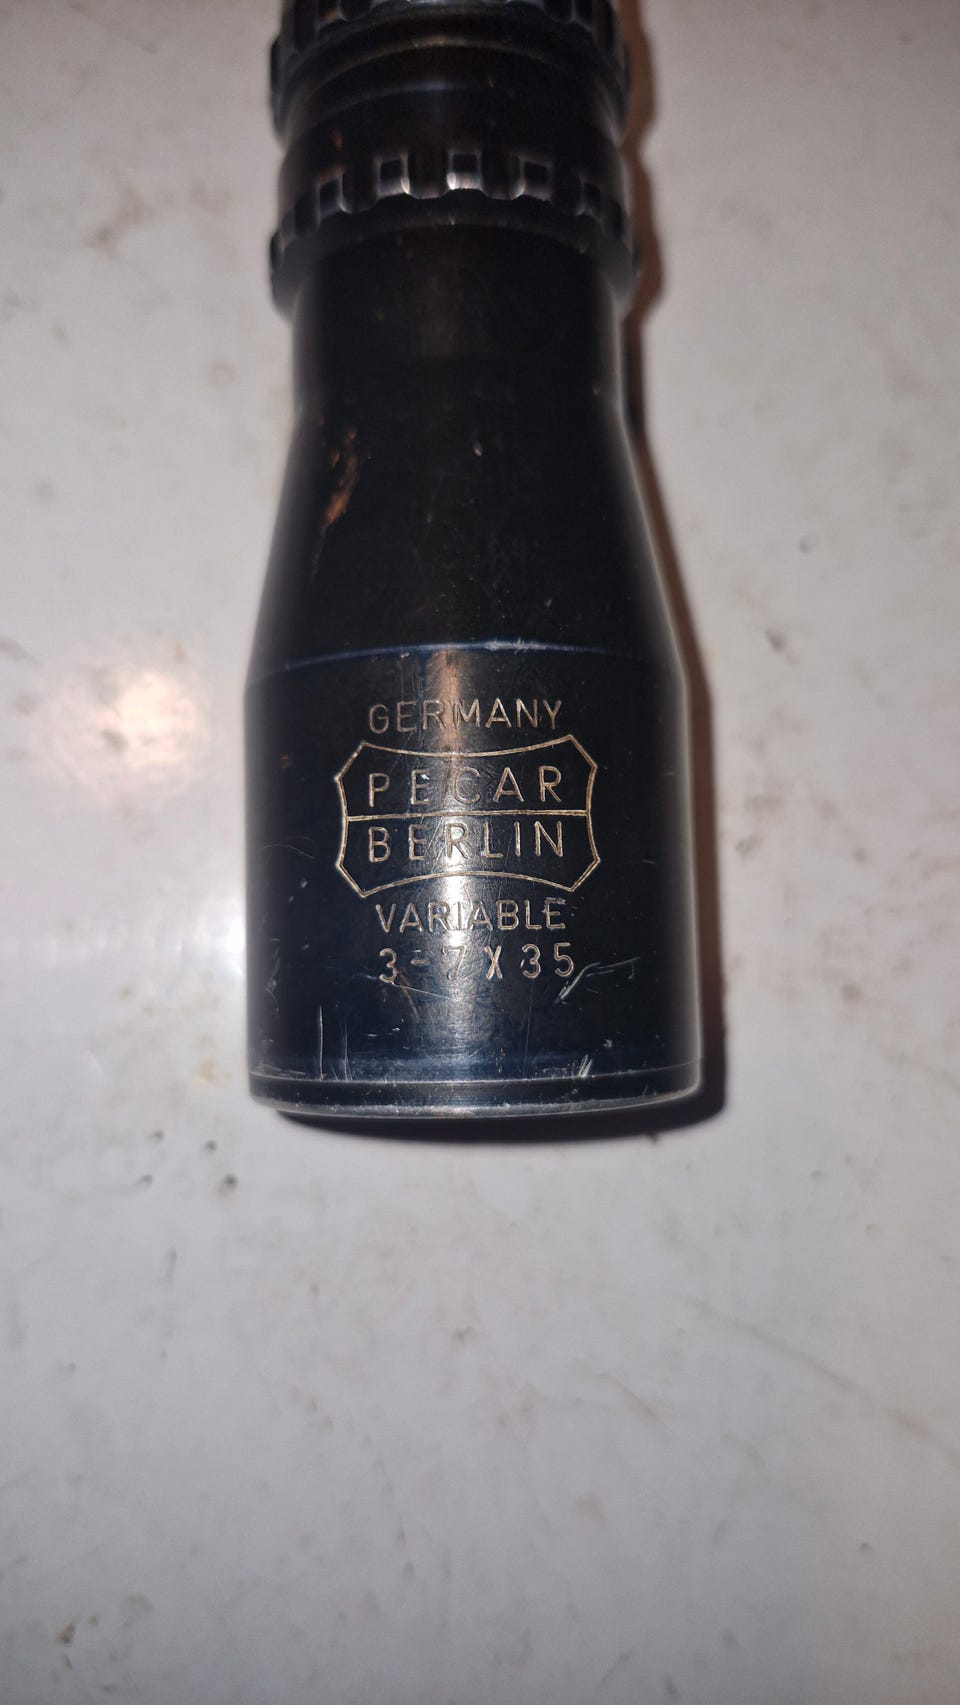 GERMANY
PECAR
BERLIN
VARIABLE
3-7X35